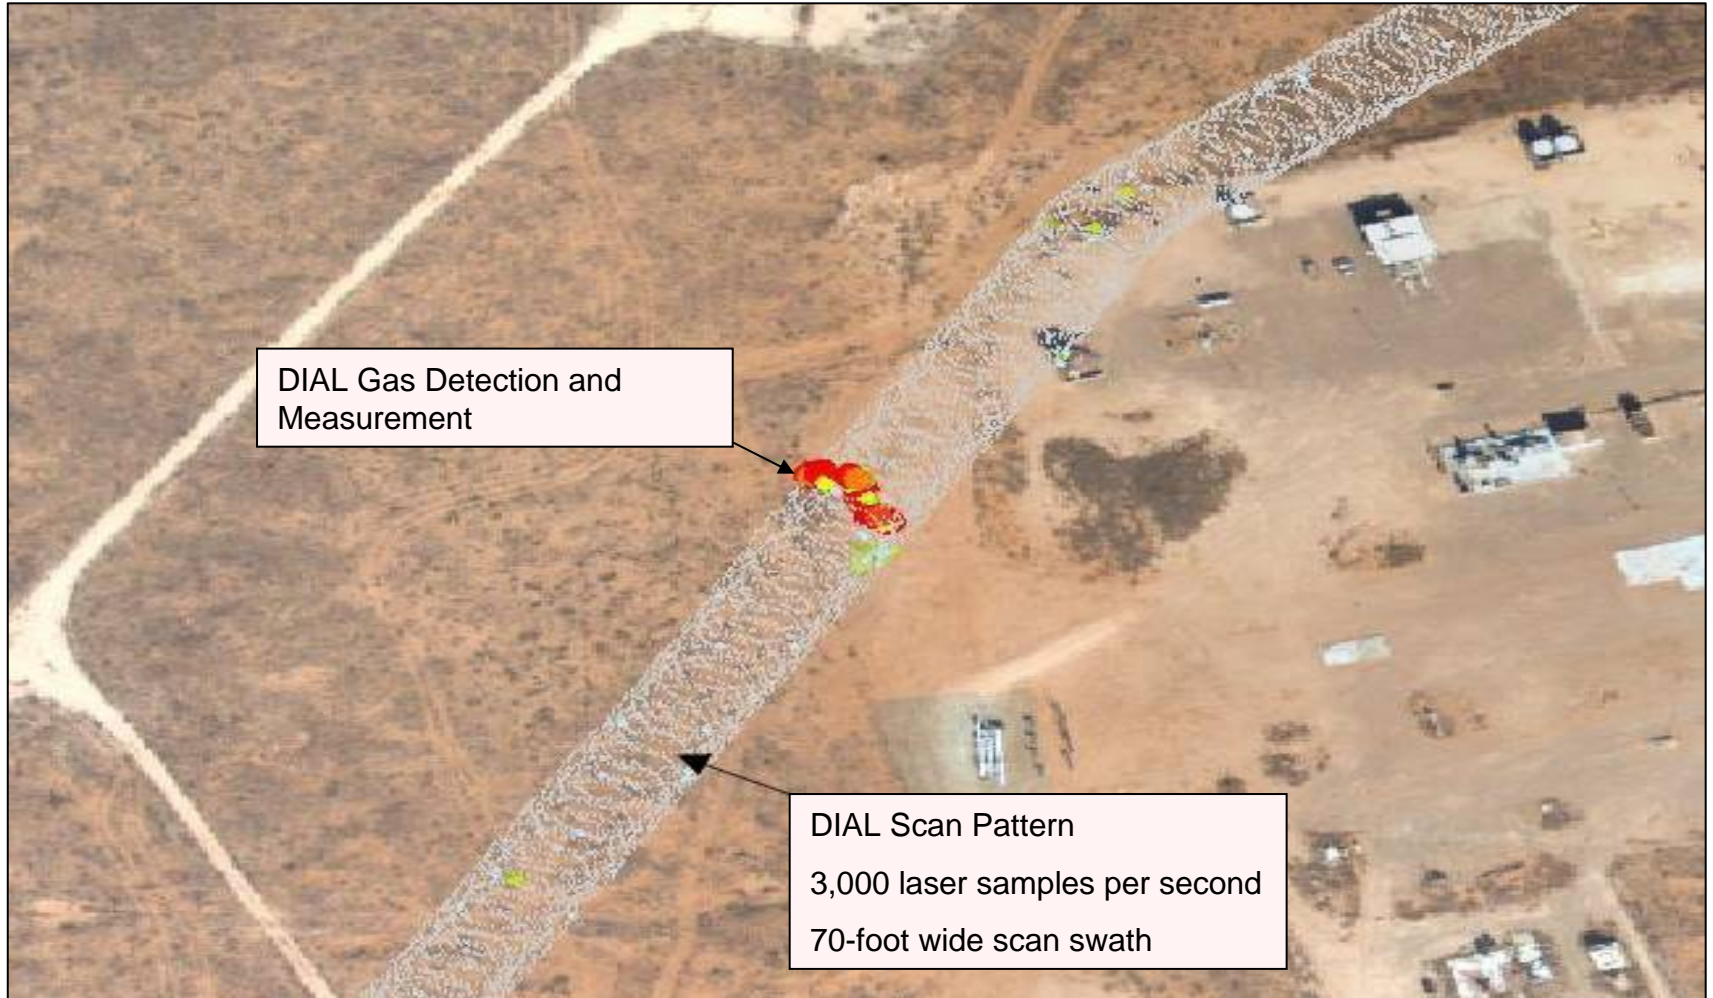 DIAL Gas Detection and
Measurement
DIAL Scan Pattern
3,000 laser samples per second
70-foot wide scan swath